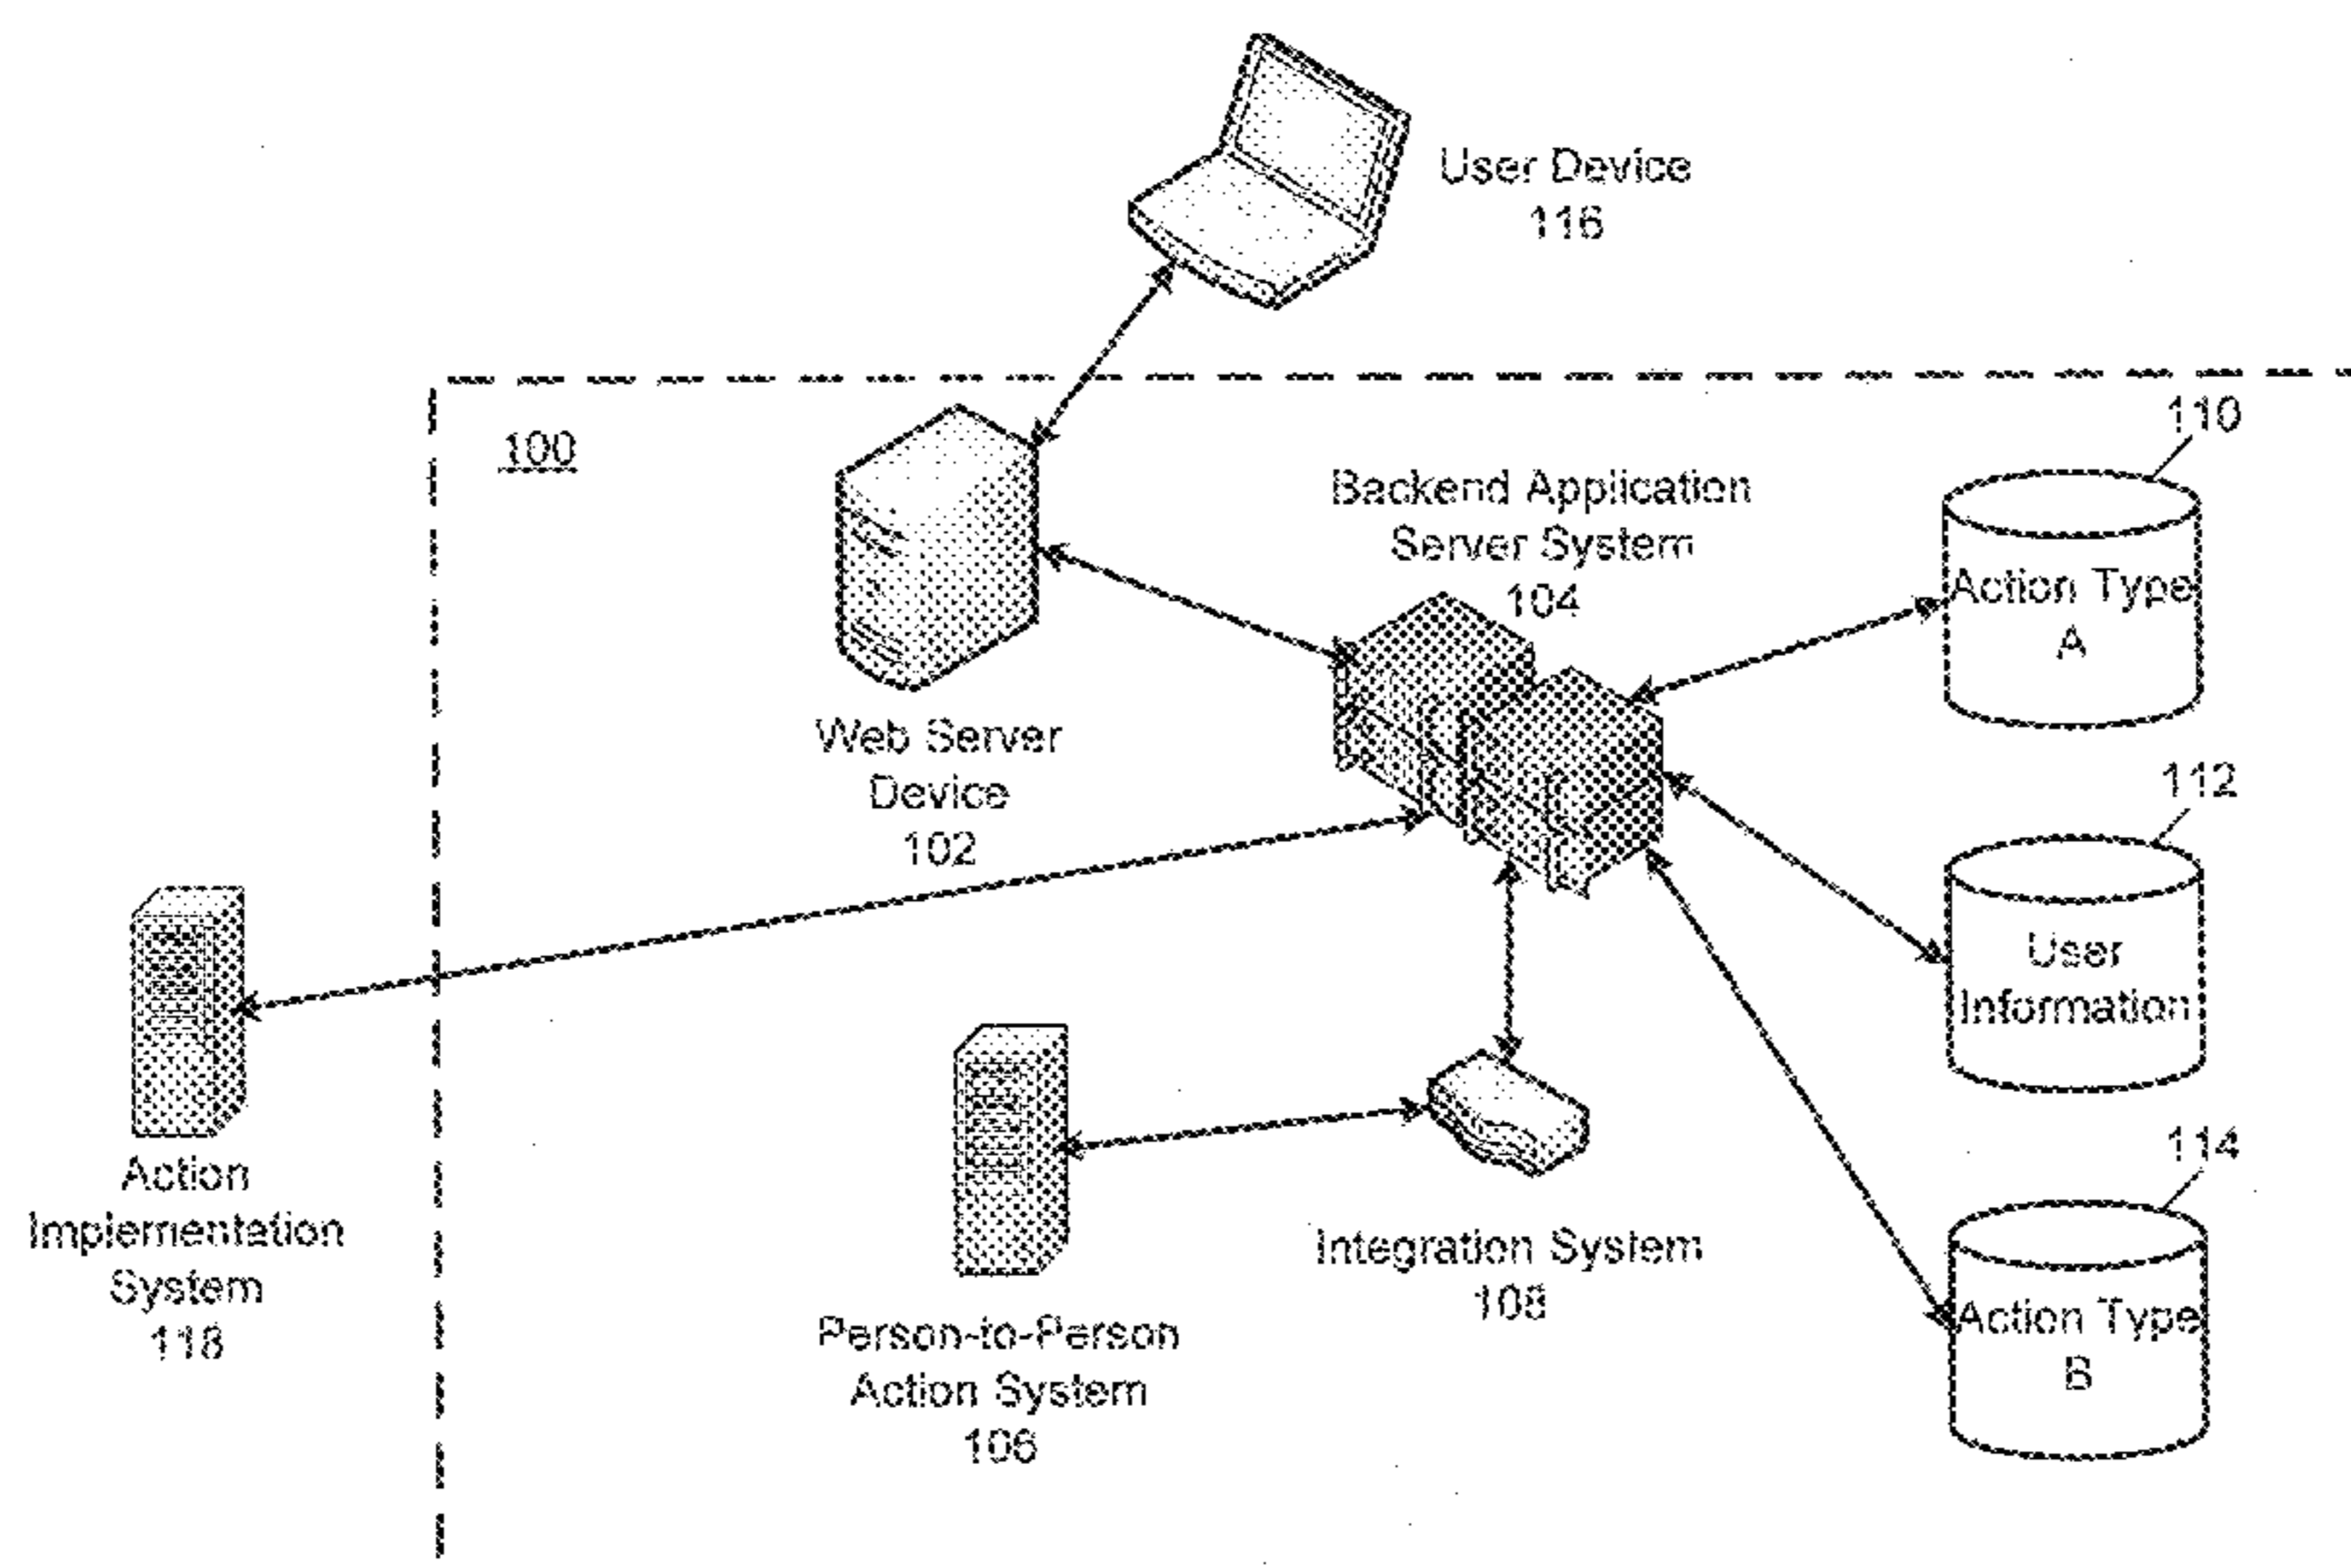 User Device
116
100
110
Backend Application
Server System
104
Action Type
A
Web Server
Device
102
112
User
Information
Action
Implementation
System
118
114
Integration System
108
Person-to-Person
Action System
106
Action Type
B